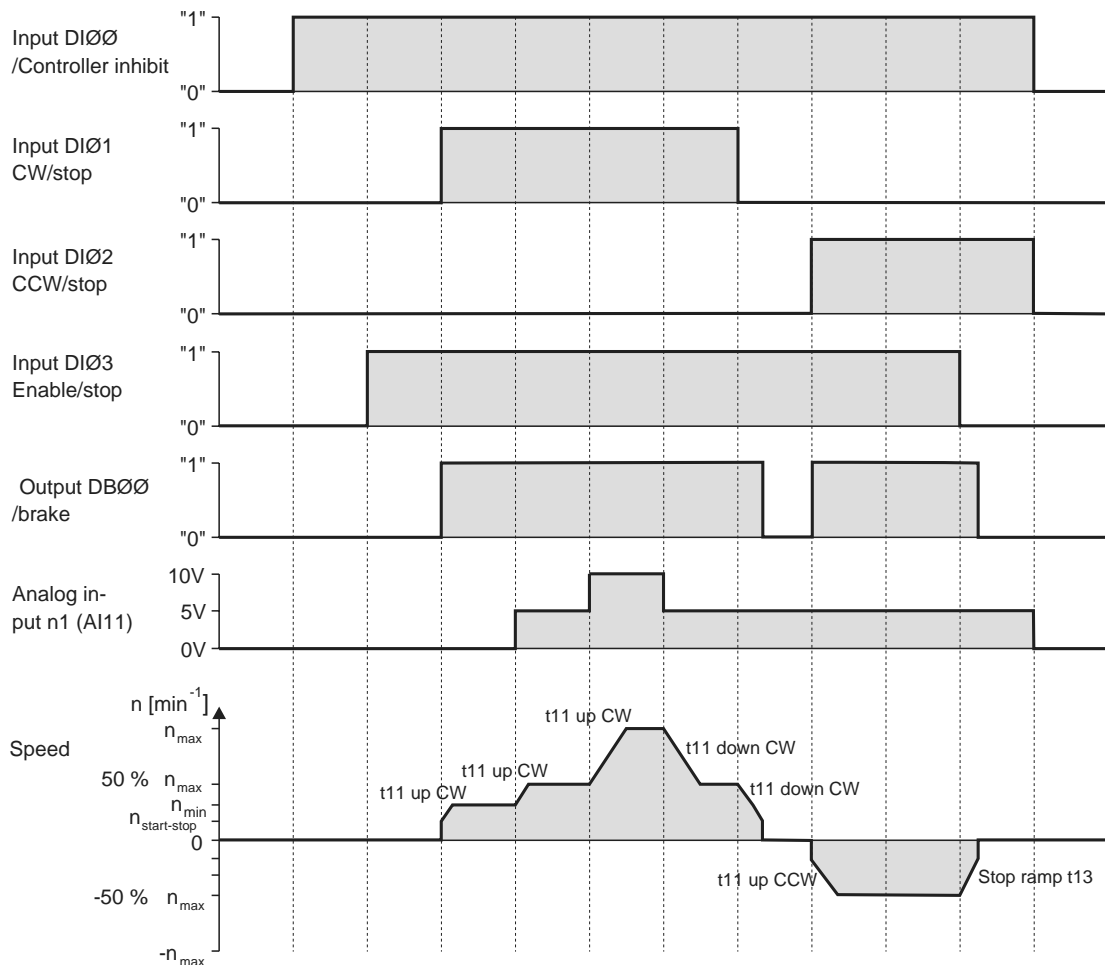 Input DIØØ
/Controller inhibit
"1"
"0"
Input DIØ1
CW/stop
"1"
"0"
Input DIØ2
CCW/stop
"1"
"0"
Input DIØ3
Enable/stop
"1"
"0"
Output DBØØ
/brake
"1"
"0"
Analog in-
put n1 (AI11)
10V
5V
0V
Speed
n [min-1]
nmax
50 % nmax
nmin
nstart-stop
0
-50 % nmax
-nmax
t11 up CW
t11 up CW
t11 up CW
t11 down CW
t11 down CW
t11 up CCW
Stop ramp t13